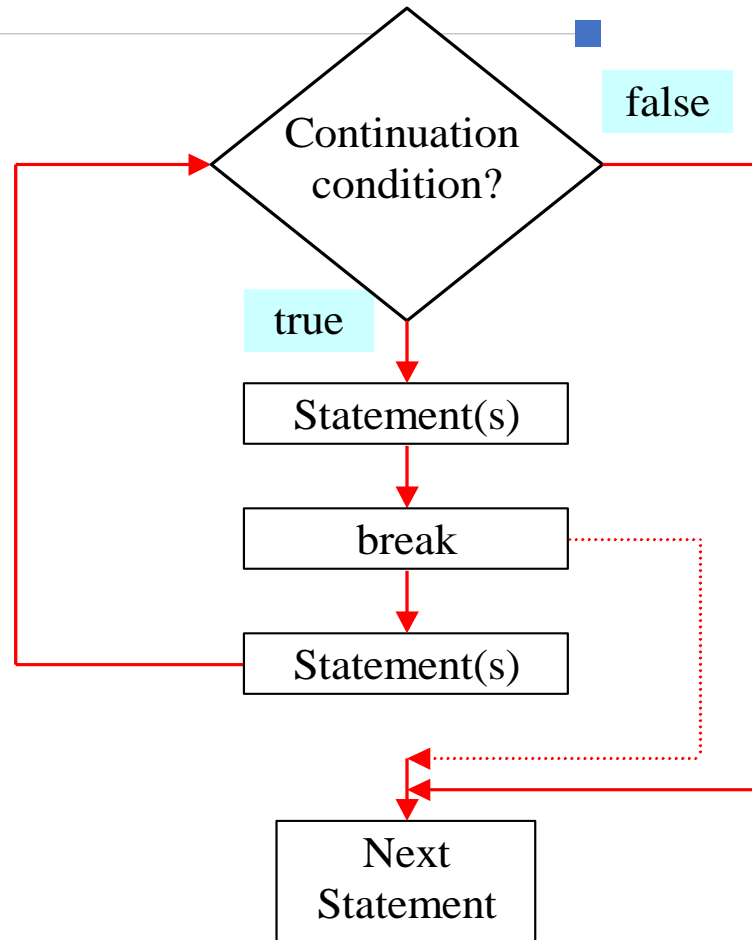 false
Continuation
condition?
true
Statement(s)
break
Statement(s)
Next
Statement